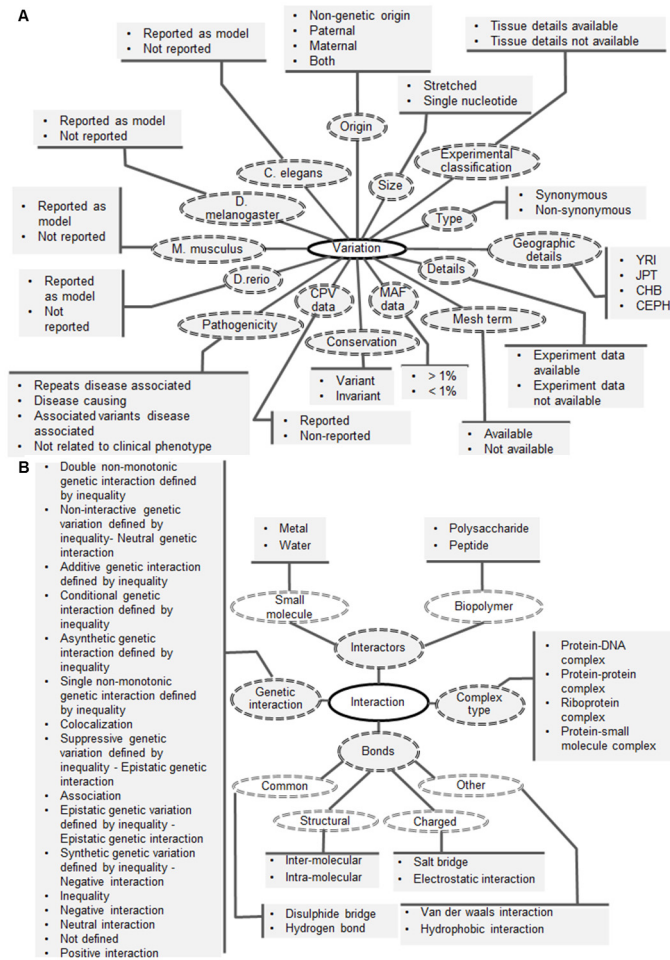 A
• Reported as model
• Not reported
• Non-genetic origin
• Paternal
• Maternal
• Both
• Tissue details available
• Tissue details not available
• Stretched
• Single nucleotide
• Reported as model
• Not reported
Origin
Experimental
classification
C. elegans
Size
D.
melanogaster
Type
• Synonymous
• Non-synonymous
• Reported as
model
• Not reported
M. musculus
Variation
Geographic
details
• YRI
• JPT
• CHB
• CEPH
• Reported
as model
• Not
reported
D.rerio
CPV
data
MAF
data
Details
Pathogenicity
Conservation
Mesh term
• Repeats disease associated
• Disease causing
• Associated variants disease
associated
• Not related to clinical phenotype
• Variant
• Invariant
• > 1%
• < 1%
• Experiment data
available
• Experiment data
not available
• Reported
• Non-reported
• Available
• Not available
B
• Double non-monotonic
genetic interaction defined
by inequality
• Non-interactive genetic
variation defined by
inequality- Neutral genetic
interaction
• Additive genetic interaction
defined by inequality
• Conditional genetic
interaction defined by
inequality
• Asynthetic genetic
interaction defined by
inequality
• Single non-monotonic
genetic interaction defined
by inequality
• Colocalization
• Suppressive genetic
variation defined by
inequality - Epistatic genetic
interaction
• Association
• Epistatic genetic variation
defined by inequality -
Epistatic genetic interaction
• Synthetic genetic variation
defined by inequality -
Negative interaction
• Inequality
• Negative interaction
• Neutral interaction
• Not defined
• Positive interaction
• Metal
• Water
• Polysaccharide
• Peptide
Small
molecule
Biopolymer
Interactors
Genetic
interaction
Interaction
Complex
type
• Protein-DNA
complex
• Protein-protein
complex
• Riboprotein
complex
• Protein-small
molecule complex
Bonds
Common
Other
Structural
Charged
• Inter-molecular
• Intra-molecular
• Salt bridge
• Electrostatic interaction
• Disulphide bridge
• Hydrogen bond
• Van der waals interaction
• Hydrophobic interaction